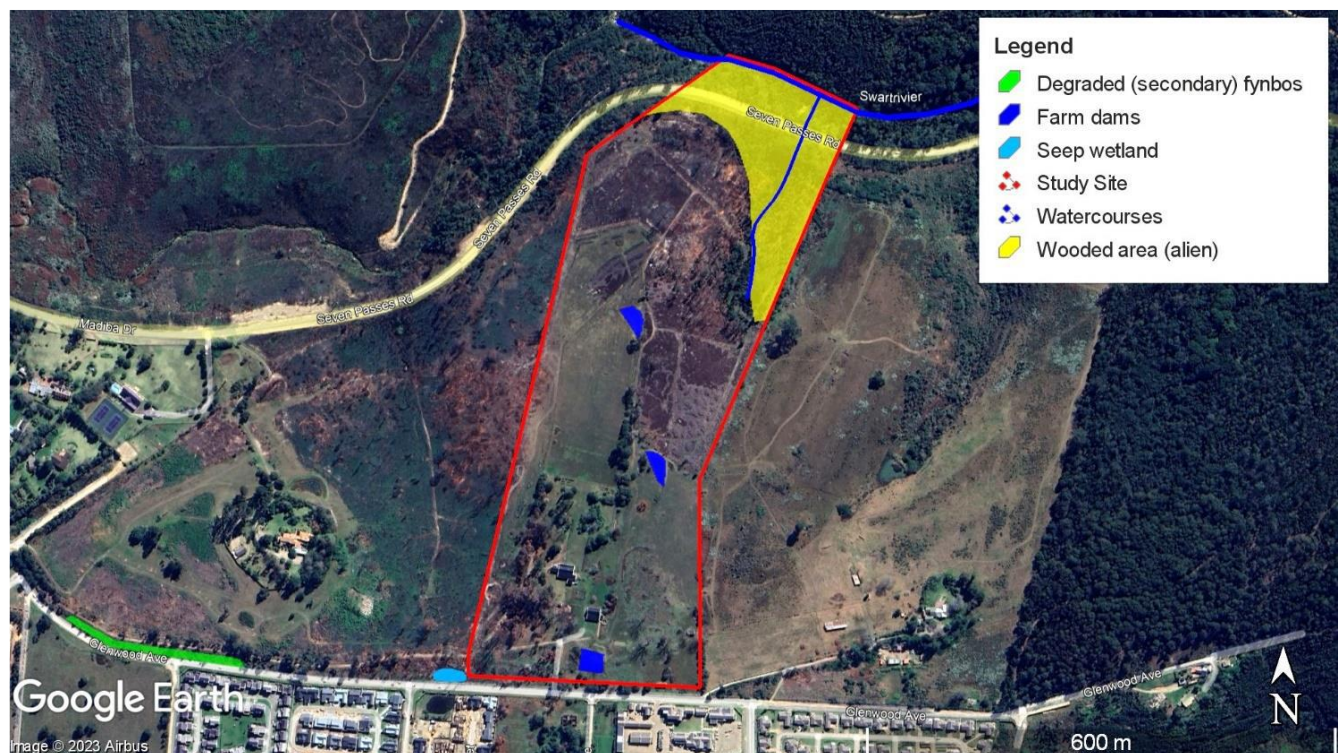 Legend
Degraded (secondary) fynbos
Farm dams
Seep wetland
Study Site
Watercourses
Wooded area (alien)
Swartrivier
Seven Passes Rd
Seven Passes Rd
Seven Passes Rd
Madiba Dr
Glenwood Ave
Glenwood Ave
Glenwood Ave
Google Earth
N
600 m
Image © 2023 Airbus